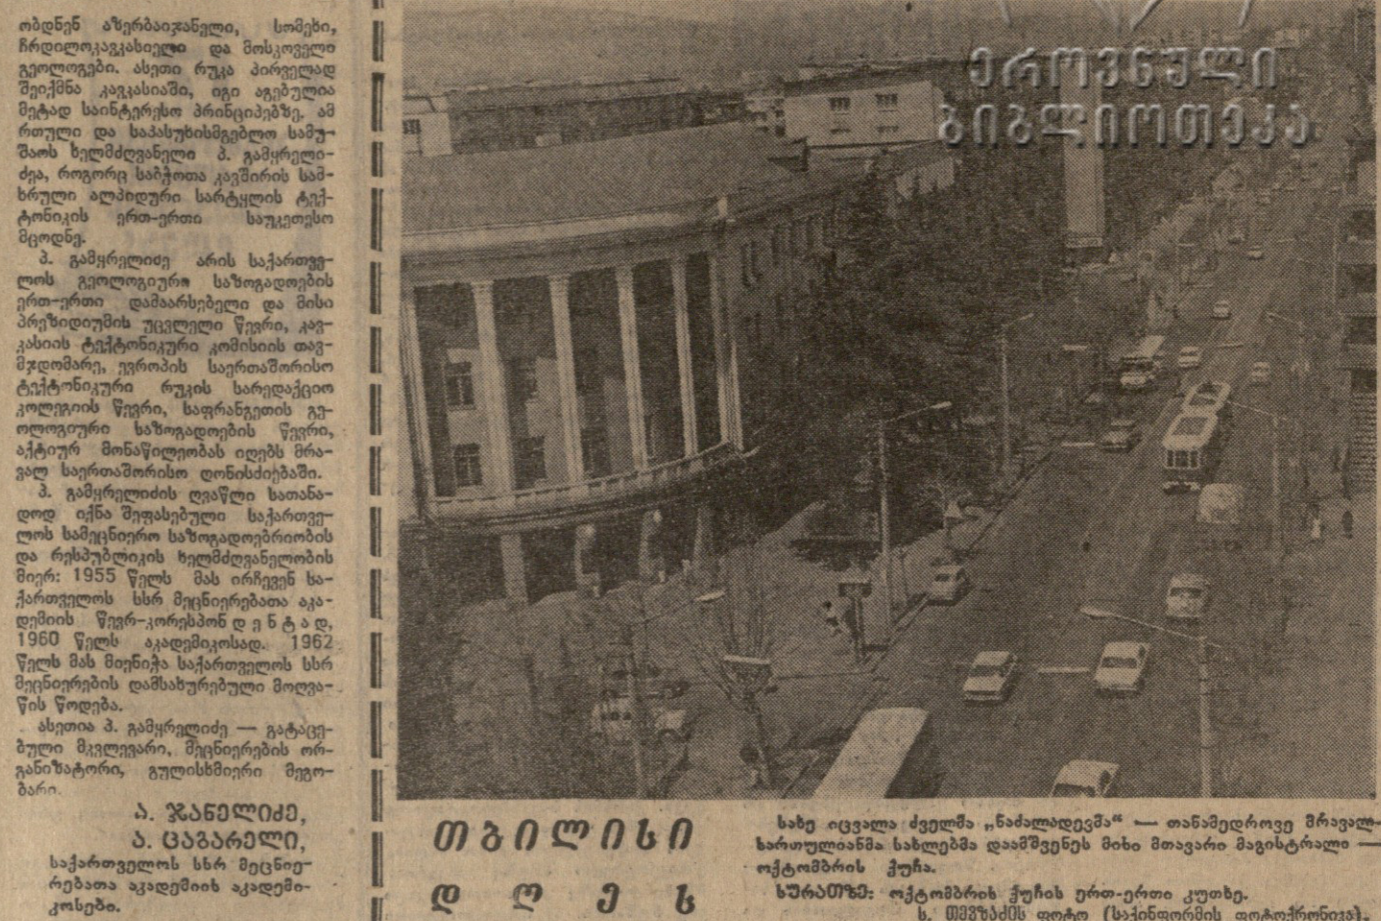 ობდნენ აზერბაიჯანელი, სომეხი,
ჩრდილოკავკასიელი და მოსკოველი
გეოლოგები. ასეთი რუკა პირველად
შეიქმნა კავკასიაში, იგი აგებულია
მეტად საინტერესო პრინციპებზე. ამ
რთული და საპასუხისმგებლო სამუ-
შაოს ხელმძღვანელი პ. გამყრელი-
ძეა, როგორც საბჭოთა კავშირის სამ-
ხრული ალპიდური სარტყლის ტექ-
ტონიკის ერთ-ერთი საუკეთესო
მცოდნე.
პ. გამყრელიძე არის საქართვე-
ლოს გეოლოგიური საზოგადოების
ერთ-ერთი დამაარსებელი და მისი
პრეზიდიუმის უცვლელი წევრი, კავ-
კასიის ტექტონიკური კომისიის თავ-
მჯდომარე, ევროპის საერთაშორისო
ტექტონიკური რუკის სარედაქციო
კოლეგიის წევრი, საფრანგეთის გე-
ოლოგიური საზოგადოების წევრი,
აქტიურ მონაწილეობას იღებს მრა-
ვალ საერთაშორისო ღონისძიებაში.
პ. გამყრელიძის ღვაწლი სათანა-
დოდ იქნა შეფასებული საქართვე-
ლოს სამეცნიერო საზოგადოებრიობის
და რესპუბლიკის ხელმძღვანელობის
მიერ: 1955 წელს მას ირჩევენ სა-
ქართველოს სსრ მეცნიერებათა აკა-
დემიის წევრ-კორესპონ დ ე ნ ტ ა დ,
1960 წელს აკადემიკოსად. 1962
წელს მას მიენიჭა საქართველოს სსრ
მეცნიერების დამსახურებული მოღვა-
წის წოდება.
ასეთია პ. გამყრელიძე — გატაცე-
ბული მკვლევარი, მეცნიერების ორ-
განიზატორი, გულისხმიერი მეგო-
ბარი.
ა. ჯანელიძე,
ა. ცაგარელი,
საქართველოს სსრ მეცნიე-
რებათა აკადემიის აკადემი-
კოსები.
ეროვნული
ბიბლიოთეკა
თბილისი
დღეს
სახე იცვალა ძველმა „ნაძალადევმა“ — თანამედროვე მრავალ-
სართულიანმა სახლებმა დაამშვენეს მისი მთავარი მაგისტრალი —
ოქტომბრის ქუჩა.
სურათზე: ოქტომბრის ქუჩის ერთ-ერთი კუთხე.
ს. თევზაძის ფოტო (საქინფორმის ფოტოქრონიკა).